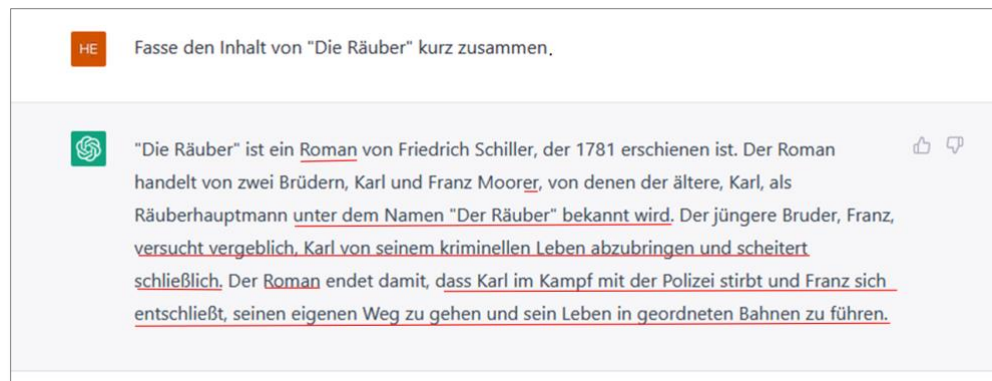 HE
Fasse den Inhalt von "Die Räuber" kurz zusammen.
"Die Räuber" ist ein Roman von Friedrich Schiller, der 1781 erschienen ist. Der Roman
handelt von zwei Brüdern, Karl und Franz Moorer, von denen der ältere, Karl, als
Räuberhauptmann unter dem Namen "Der Räuber" bekannt wird. Der jüngere Bruder, Franz,
versucht vergeblich, Karl von seinem kriminellen Leben abzubringen und scheitert
schließlich. Der Roman endet damit, dass Karl im Kampf mit der Polizei stirbt und Franz sich
entschließt, seinen eigenen Weg zu gehen und sein Leben in geordneten Bahnen zu führen.